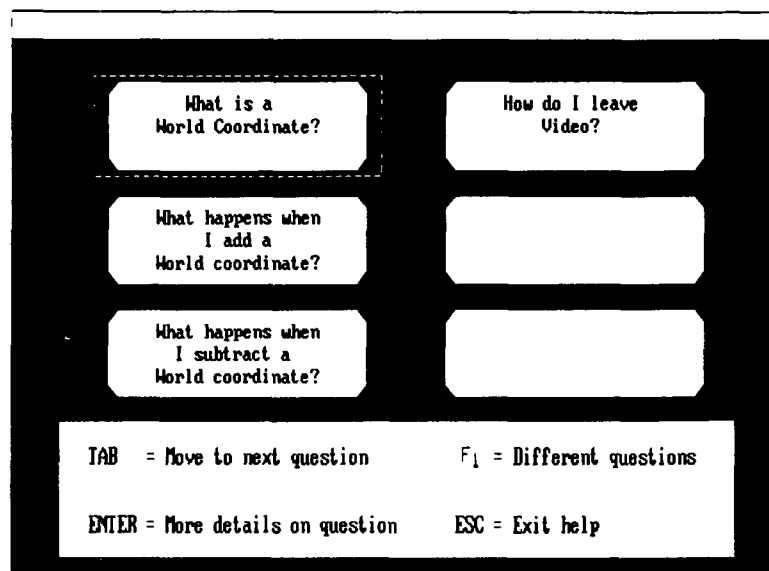 What is a
World Coordinate?
How do I leave
Video?
What happens when
I add a
World coordinate?
What happens when
I subtract a
World coordinate?
TAB = Move to next question
F1 = Different questions
ENTER = More details on question
ESC = Exit help